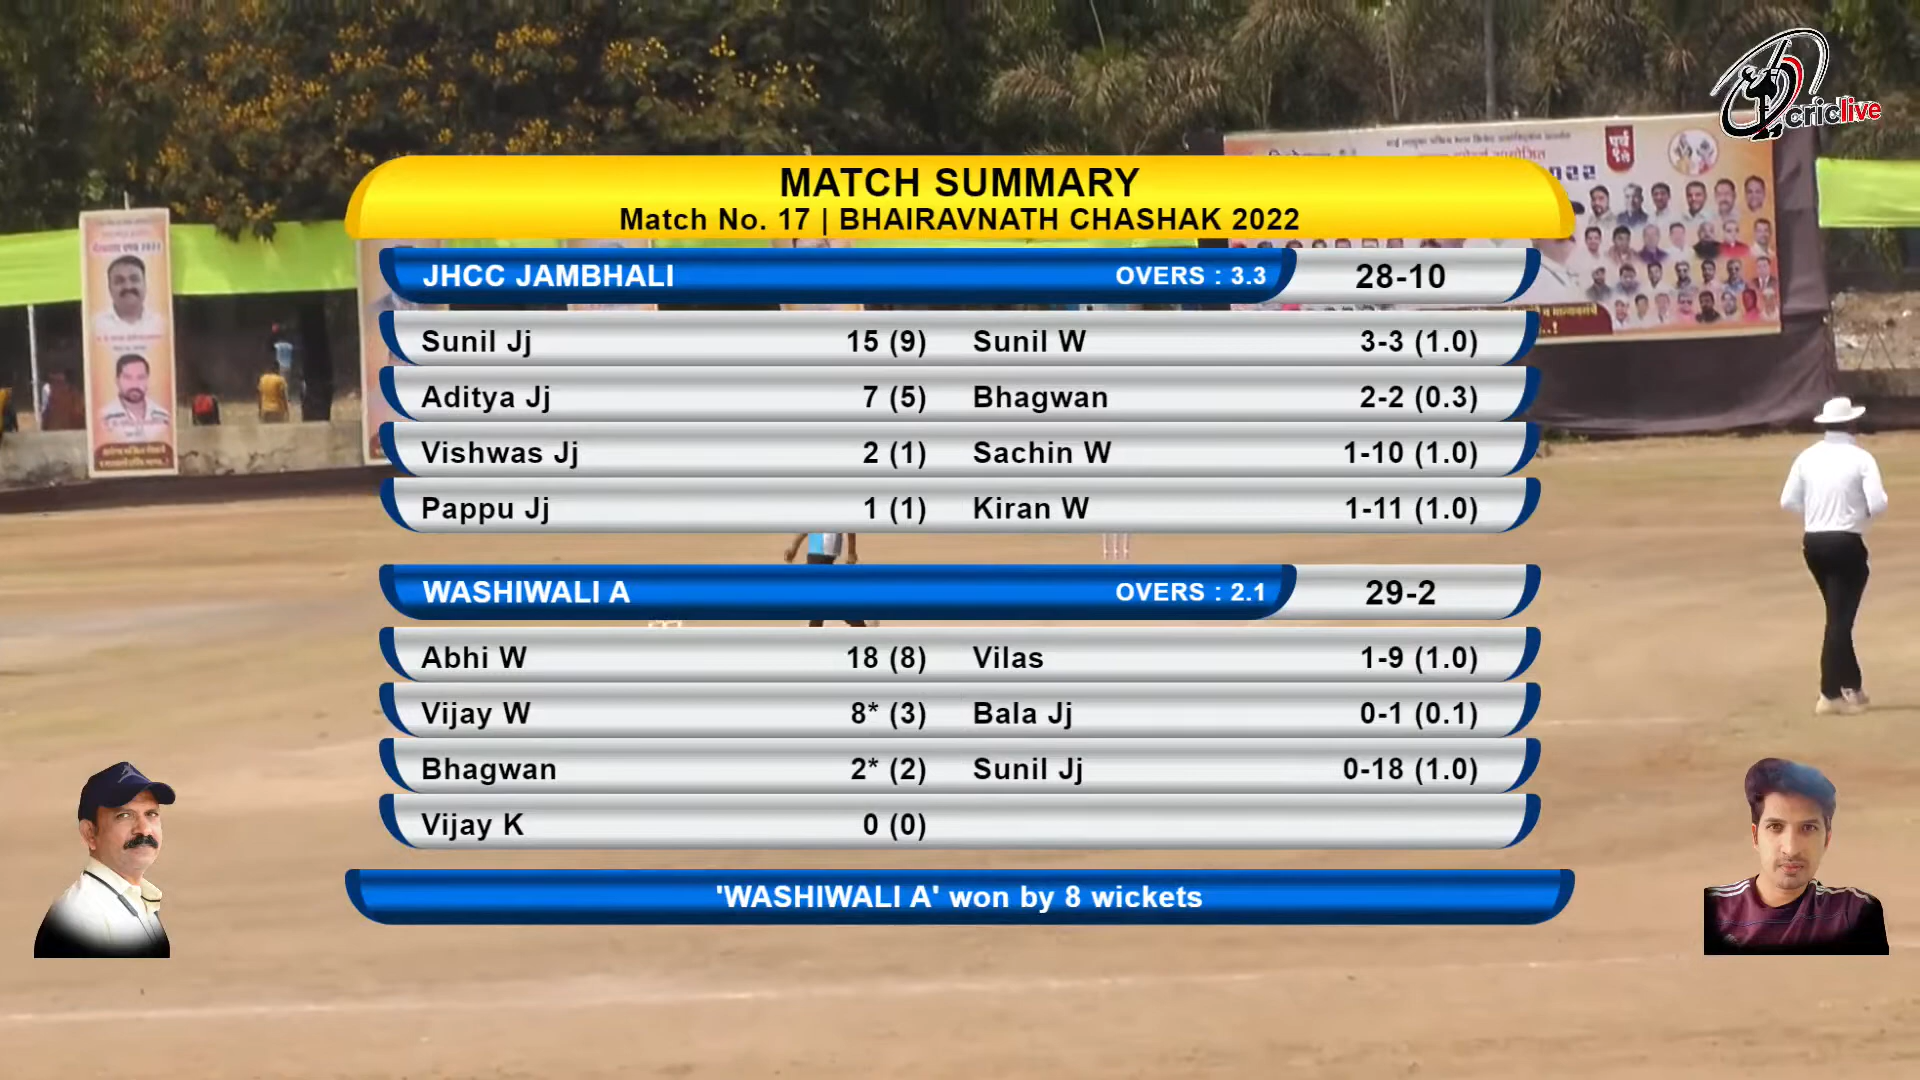 criclive
पर्व
१ले
MATCH SUMMARY
Match No. 17 | BHAIRAVNATH CHASHAK 2022
JHCC JAMBHALI OVERS : 3.3 28-10
Sunil Jj 15 (9) Sunil W 3-3 (1.0)
Aditya Jj 7 (5) Bhagwan 2-2 (0.3)
Vishwas Jj 2 (1) Sachin W 1-10 (1.0)
Pappu Jj 1 (1) Kiran W 1-11 (1.0)
WASHIWALI A OVERS : 2.1 29-2
Abhi W 18 (8) Vilas 1-9 (1.0)
Vijay W 8* (3) Bala Jj 0-1 (0.1)
Bhagwan 2* (2) Sunil Jj 0-18 (1.0)
Vijay K 0 (0)
'WASHIWALI A' won by 8 wickets